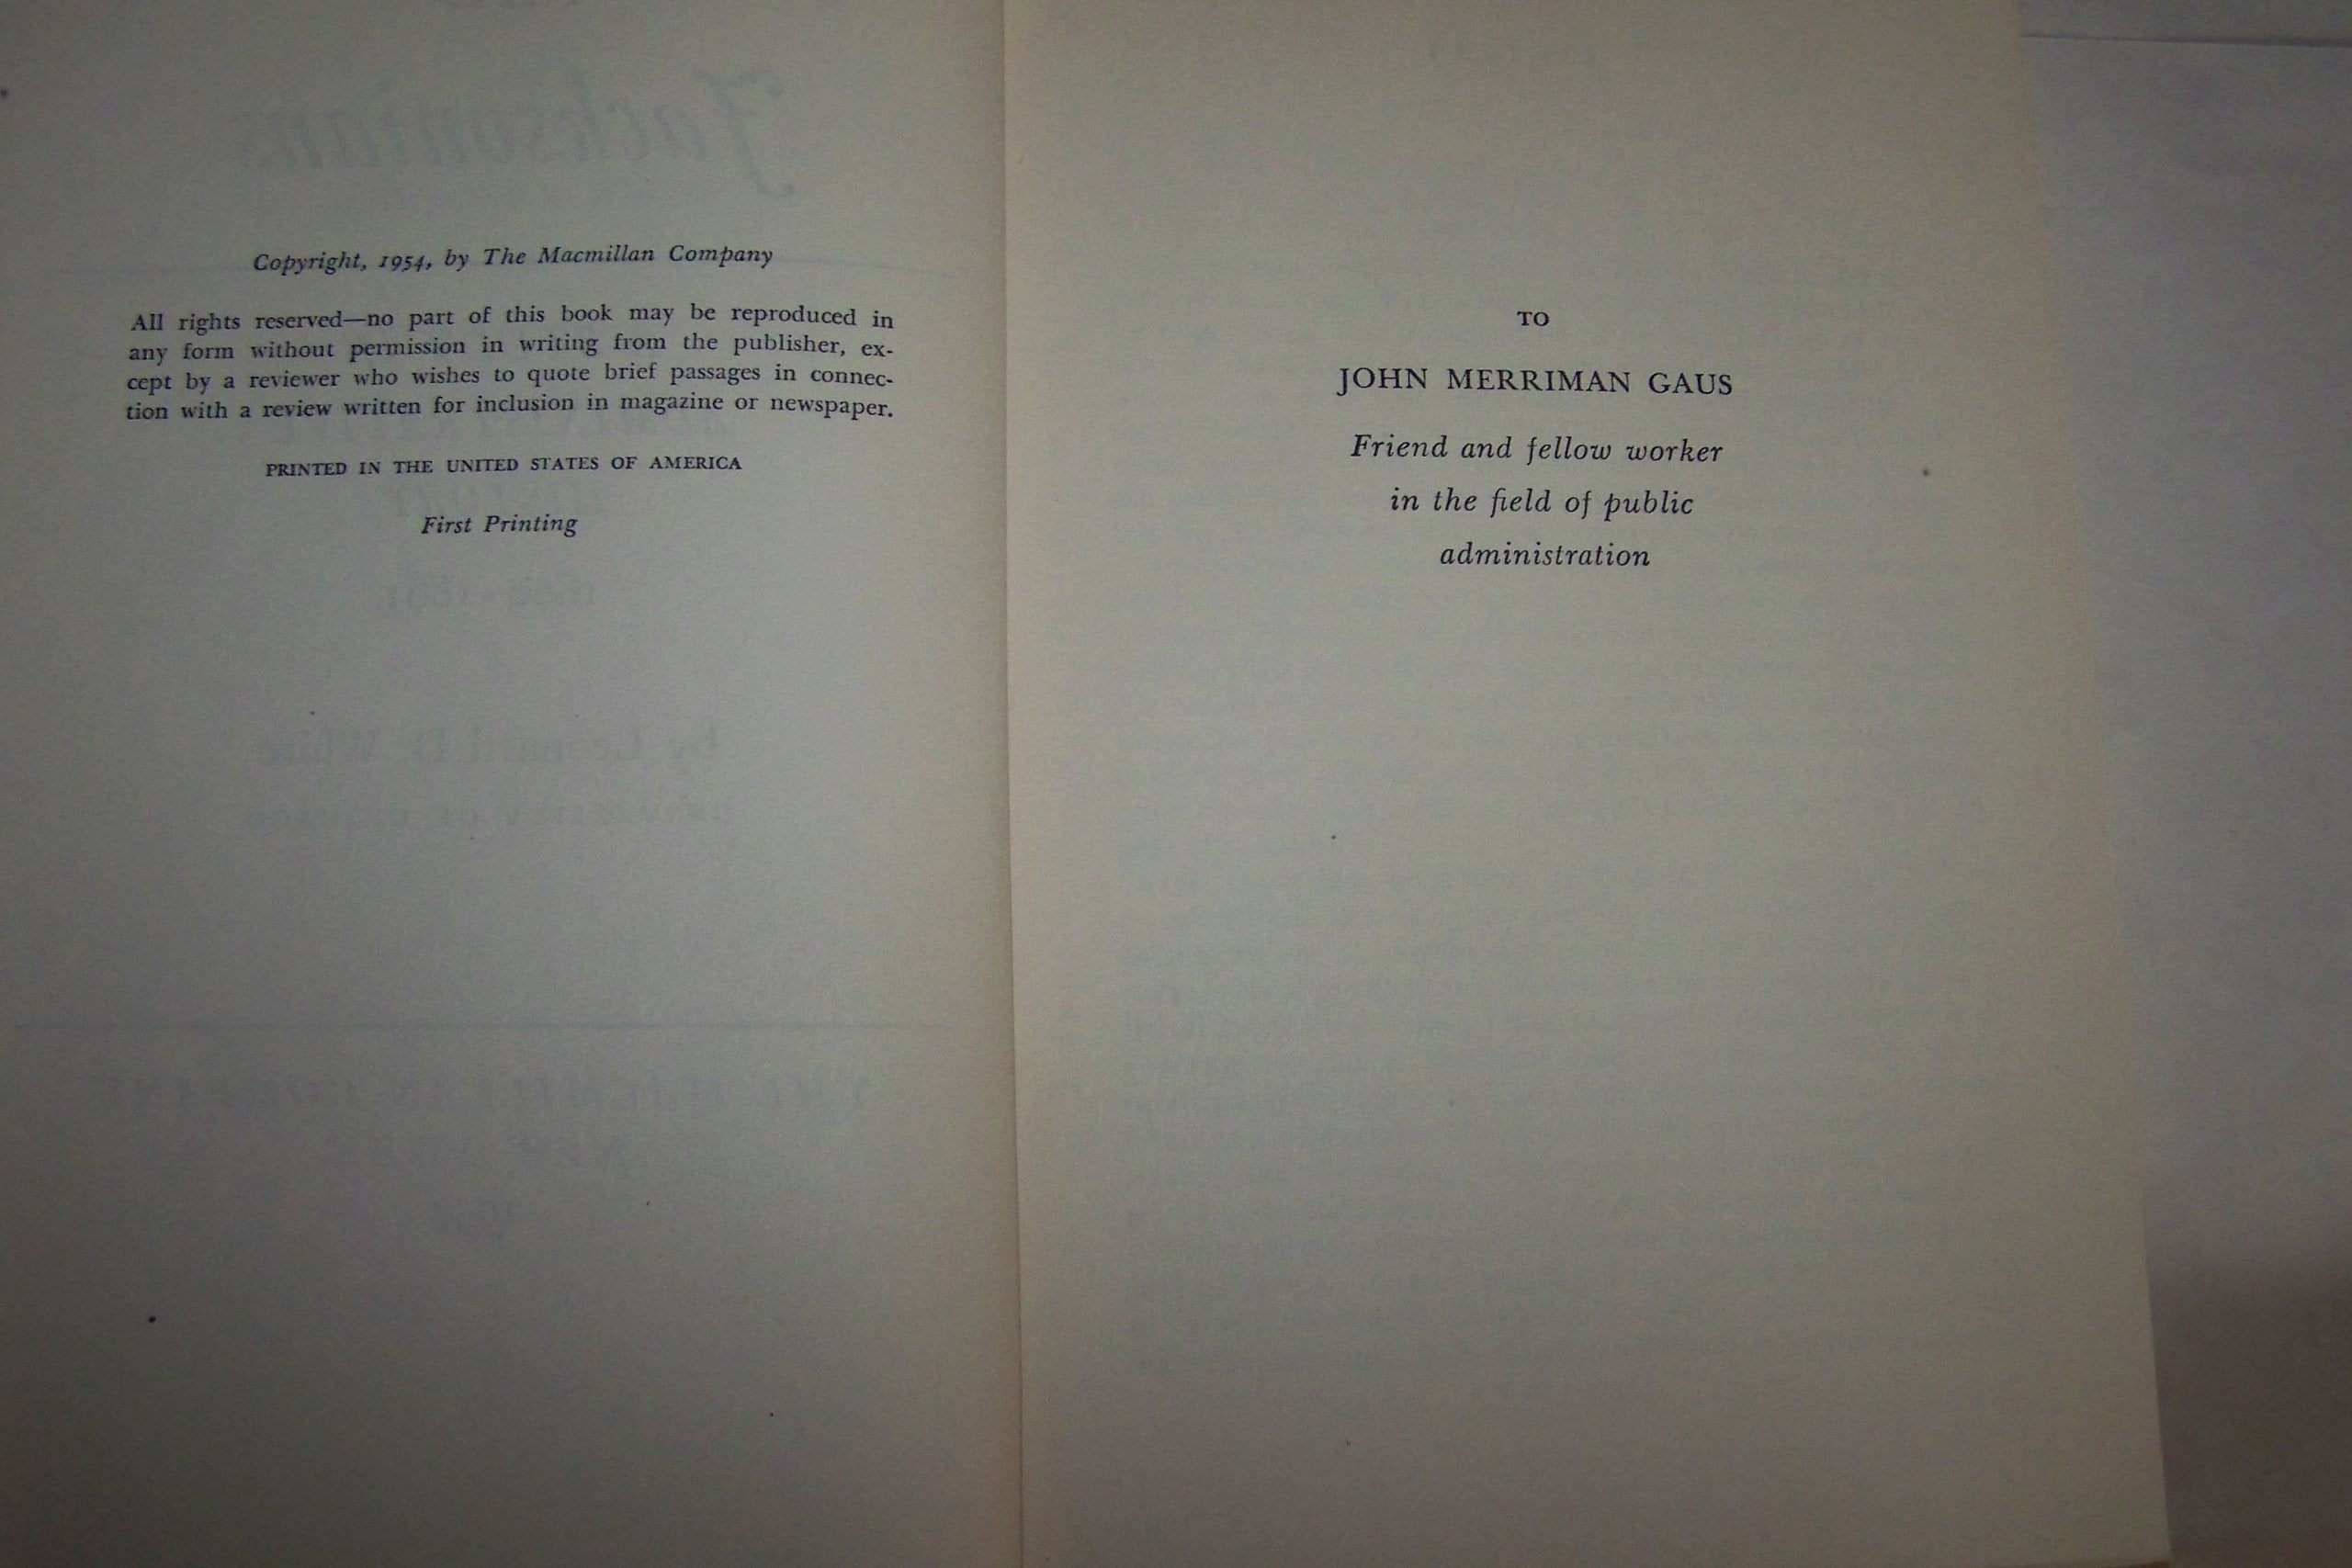 Copyright, 1954, by The Macmillan Company
All rights reserved—no part of this book may be reproduced in
any form without permission in writing from the publisher, ex-
cept by a reviewer who wishes to quote brief passages in connec-
tion with a review written for inclusion in magazine or newspaper.
PRINTED IN THE UNITED STATES OF AMERICA
First Printing
TO
JOHN MERRIMAN GAUS
Friend and fellow worker
in the field of public
administration